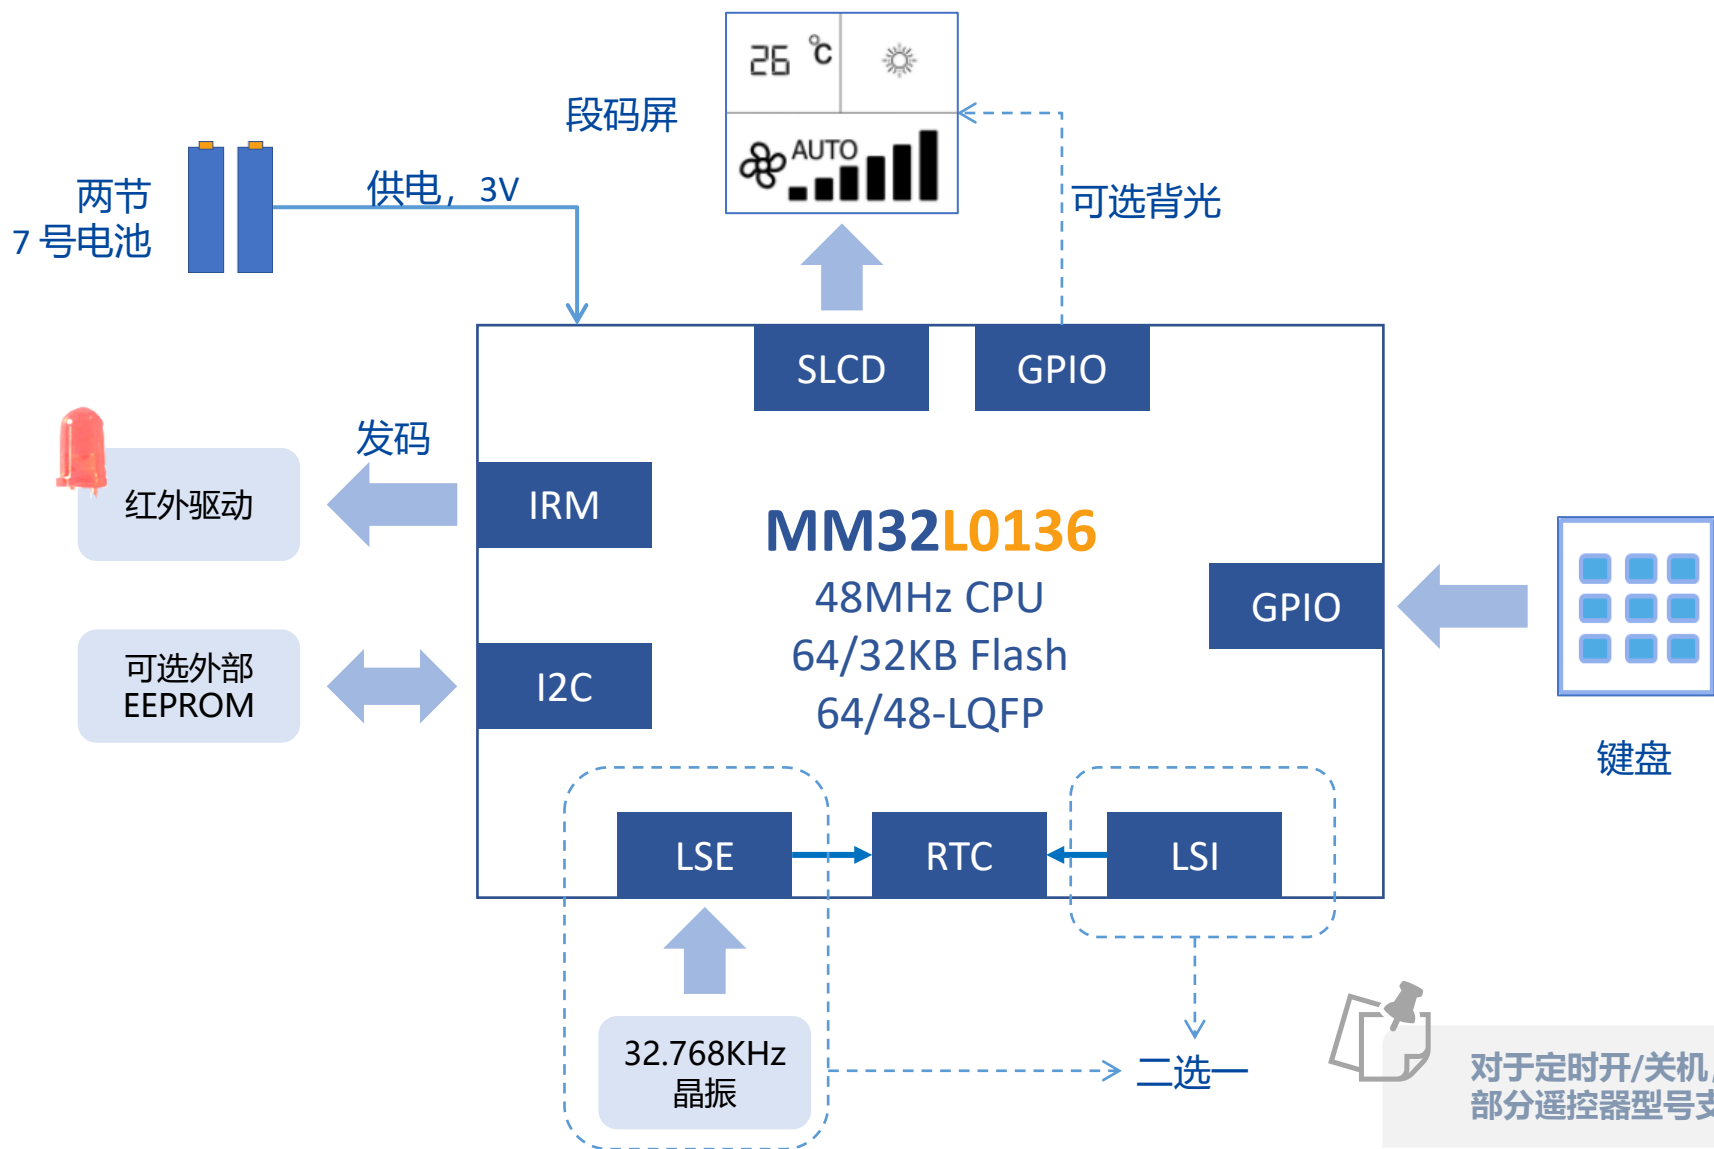 26 ℃
AUTO
段码屏
两节
7号电池
供电，3V
可选背光
SLCD
GPIO
发码
红外驱动
IRM
MM32L0136
48MHz CPU
64/32KB Flash
64/48-LQFP
GPIO
键盘
可选外部
EEPROM
I2C
LSE
RTC
LSI
32.768KHz
晶振
二选一
对于定时开/关机,
部分遥控器型号